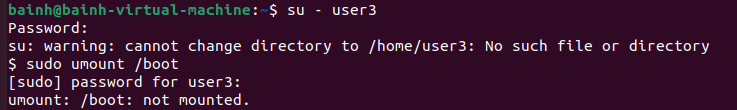 bainh@bainh-virtual-machine:~$ su - user3
Password:
su: warning: cannot change directory to /home/user3: No such file or directory
$ sudo umount /boot
[sudo] password for user3:
umount: /boot: not mounted.